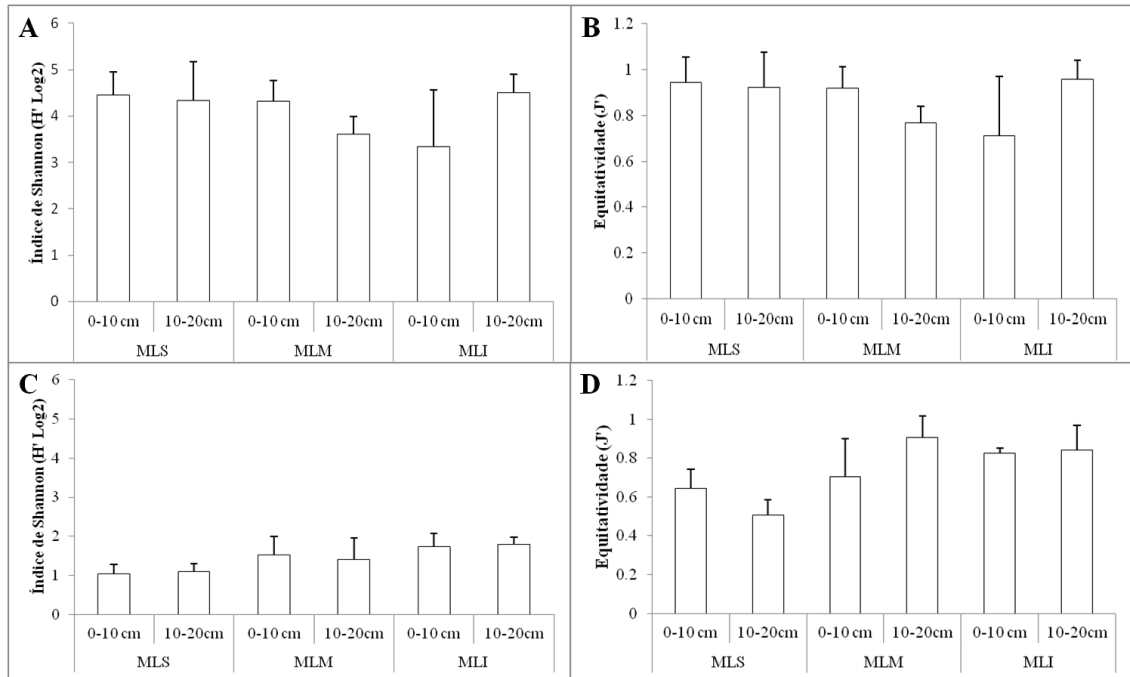 A
Índice de Shannon (H' Log2)
6
5
4
3
2
1
0
0-10 cm 10-20cm 0-10 cm 10-20cm 0-10 cm 10-20cm
MLS MLM MLI
B
Equitatividade (J')
1.2
1
0.8
0.6
0.4
0.2
0
0-10 cm 10-20cm 0-10 cm 10-20cm 0-10 cm 10-20cm
MLS MLM MLI
C
Índice de Shannon (H' Log2)
6
5
4
3
2
1
0
0-10 cm 10-20cm 0-10 cm 10-20cm 0-10 cm 10-20cm
MLS MLM MLI
D
Equitatividade (J')
1.2
1
0.8
0.6
0.4
0.2
0
0-10 cm 10-20cm 0-10 cm 10-20cm 0-10 cm 10-20cm
MLS MLM MLI